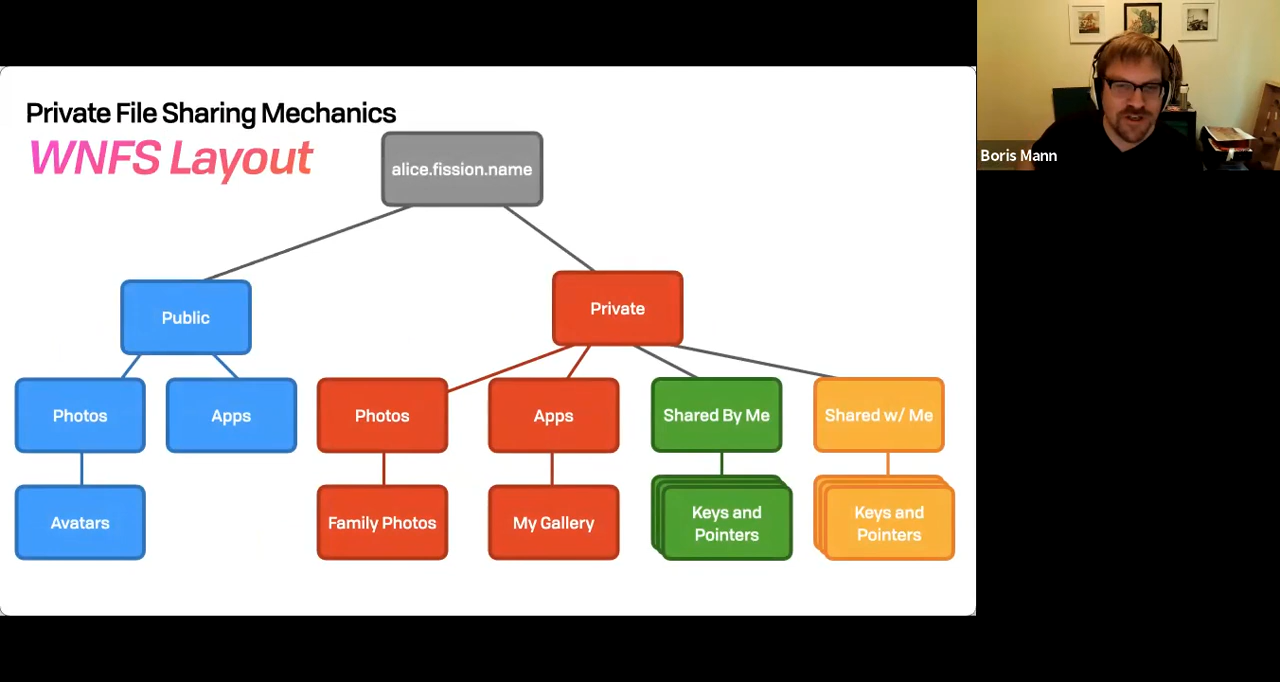 Private File Sharing Mechanics
WNFS Layout
alice.fission.name
Boris Mann
Public
Private
Photos
Apps
Photos
Apps
Shared By Me
Shared w/ Me
Avatars
Family Photos
My Gallery
Keys and
Pointers
Keys and
Pointers